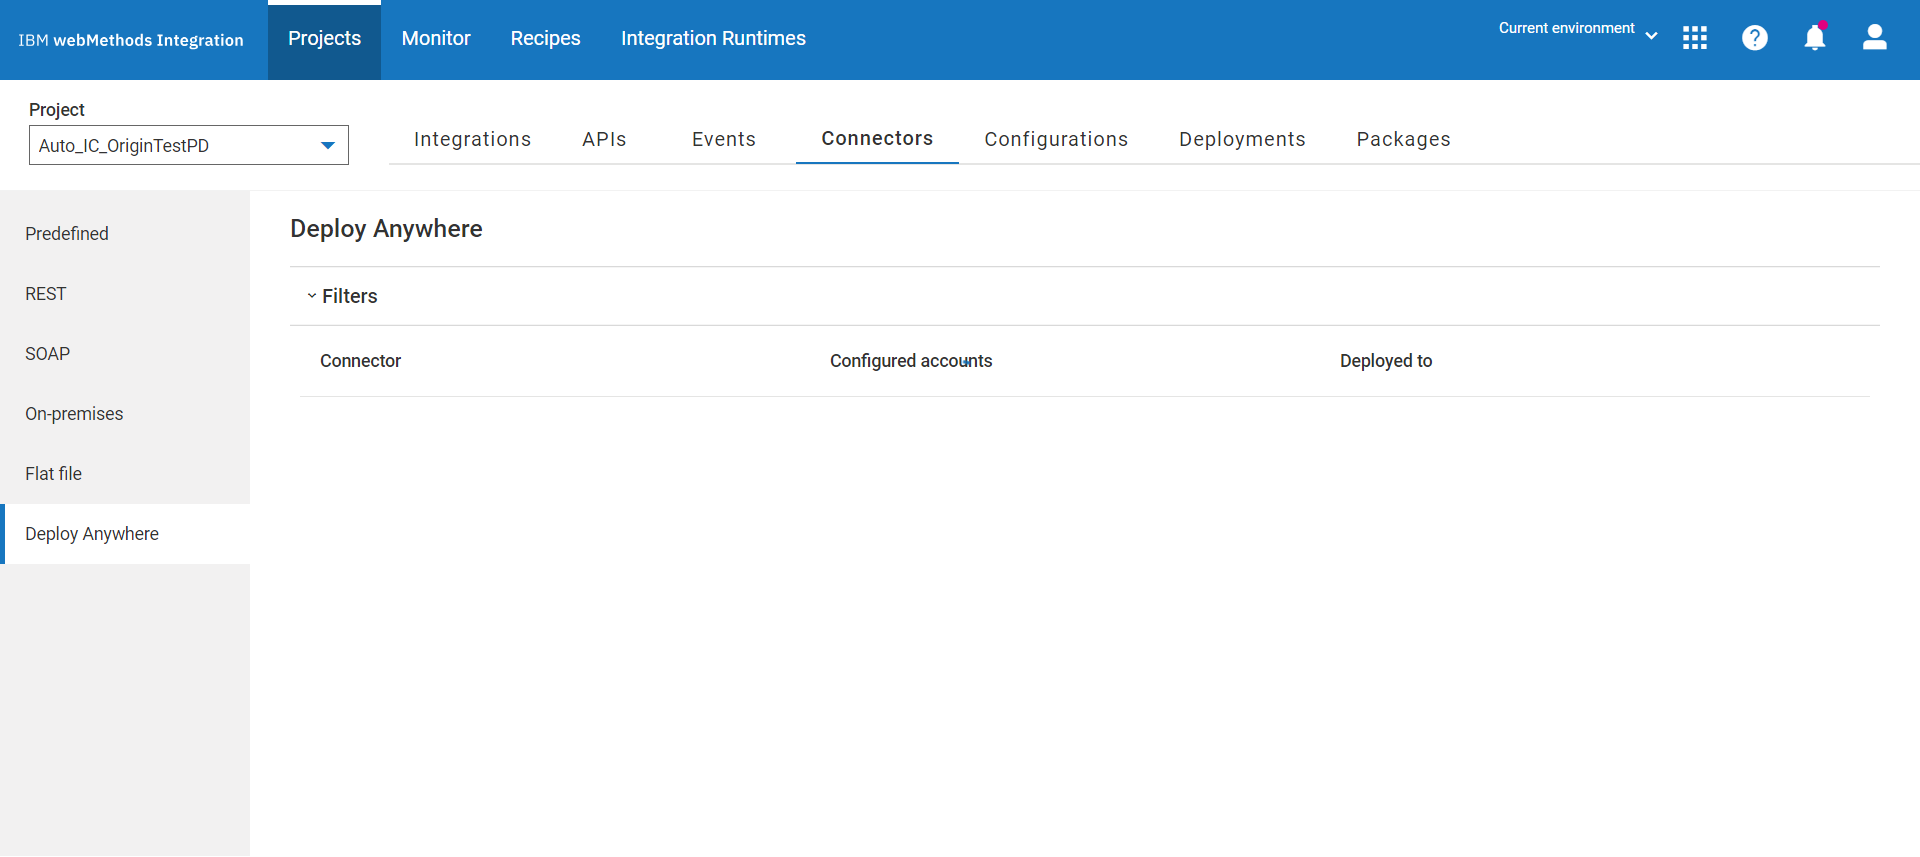 IBM webMethods Integration
Projects
Monitor
Recipes
Integration Runtimes
Current environment
Project
Auto_IC_OriginTestPD
Integrations
APIs
Events
Connectors
Configurations
Deployments
Packages
Predefined
REST
SOAP
On-premises
Flat file
Deploy Anywhere
Deploy Anywhere
Filters
Connector
Configured accounts
Deployed to